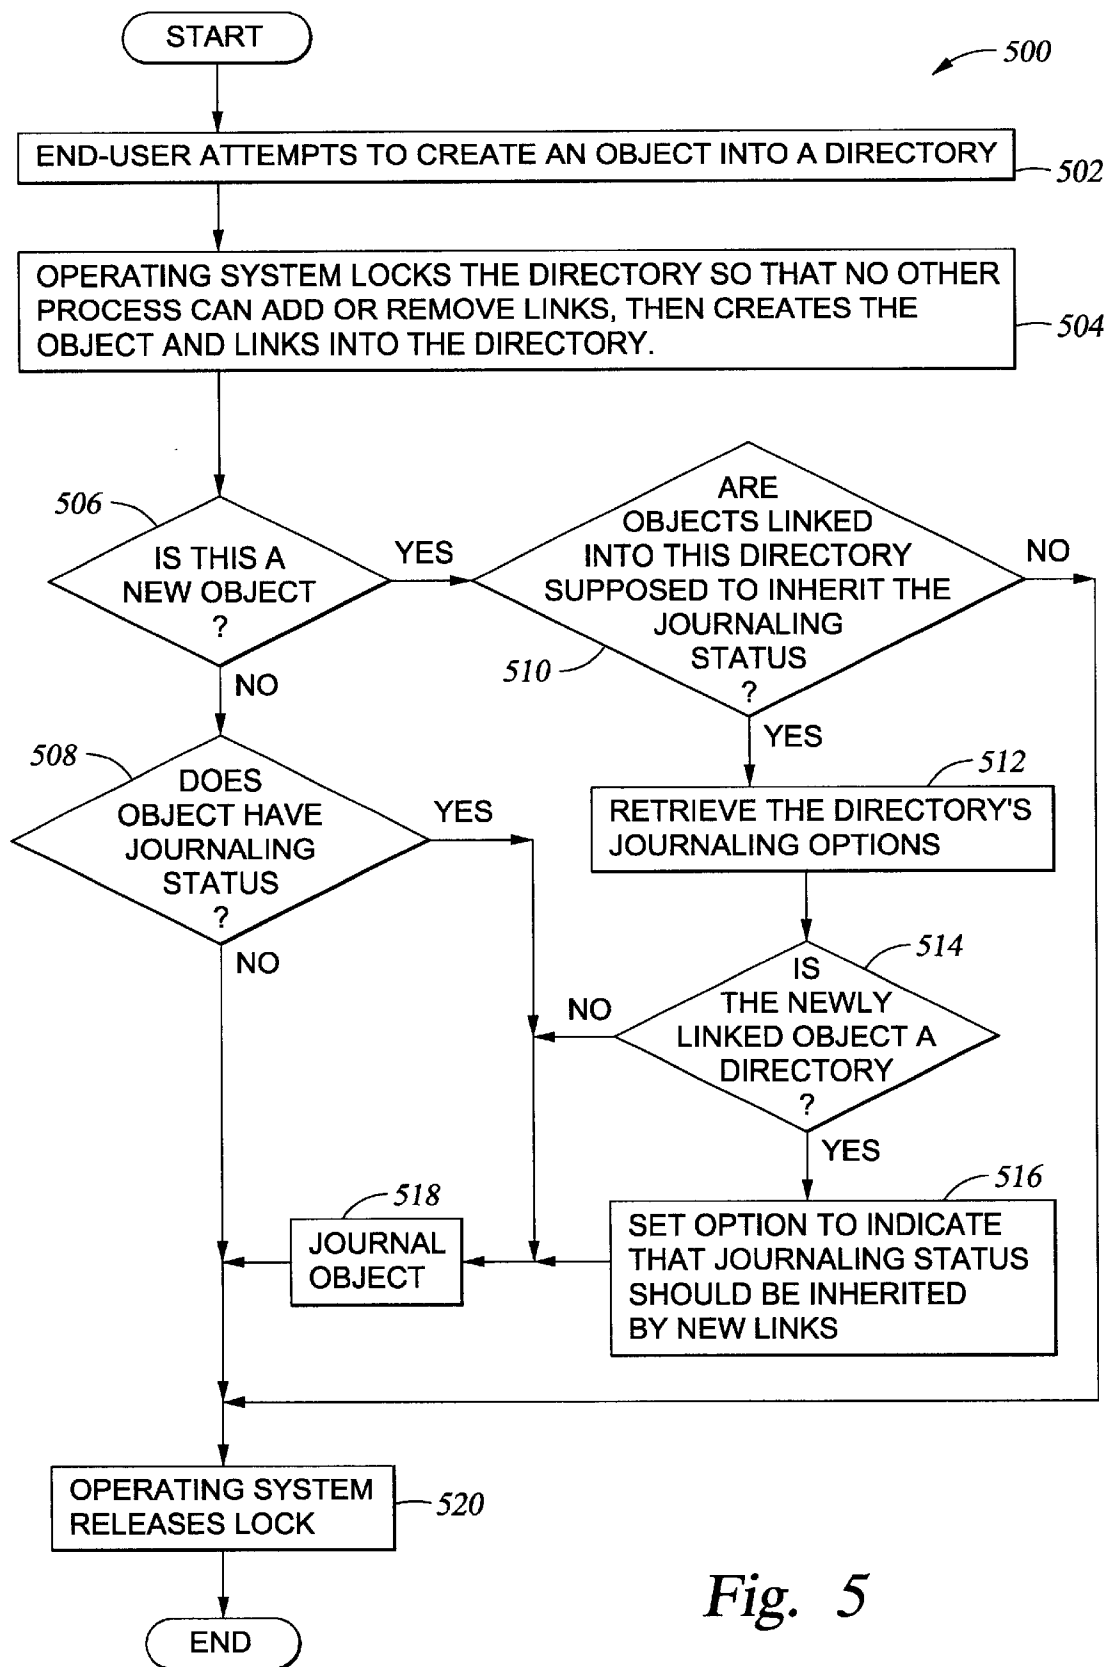 START
500
END-USER ATTEMPTS TO CREATE AN OBJECT INTO A DIRECTORY
502
OPERATING SYSTEM LOCKS THE DIRECTORY SO THAT NO OTHER
PROCESS CAN ADD OR REMOVE LINKS, THEN CREATES THE
OBJECT AND LINKS INTO THE DIRECTORY.
504
506
IS THIS A
NEW OBJECT
?
YES
NO
ARE
OBJECTS LINKED
INTO THIS DIRECTORY
SUPPOSED TO INHERIT THE
JOURNALING
STATUS
?
510
NO
YES
508
DOES
OBJECT HAVE
JOURNALING
STATUS
?
YES
NO
512
RETRIEVE THE DIRECTORY'S
JOURNALING OPTIONS
514
IS
THE NEWLY
LINKED OBJECT A
DIRECTORY
?
NO
YES
516
SET OPTION TO INDICATE
THAT JOURNALING STATUS
SHOULD BE INHERITED
BY NEW LINKS
518
JOURNAL
OBJECT
OPERATING SYSTEM
RELEASES LOCK
520
END
Fig. 5